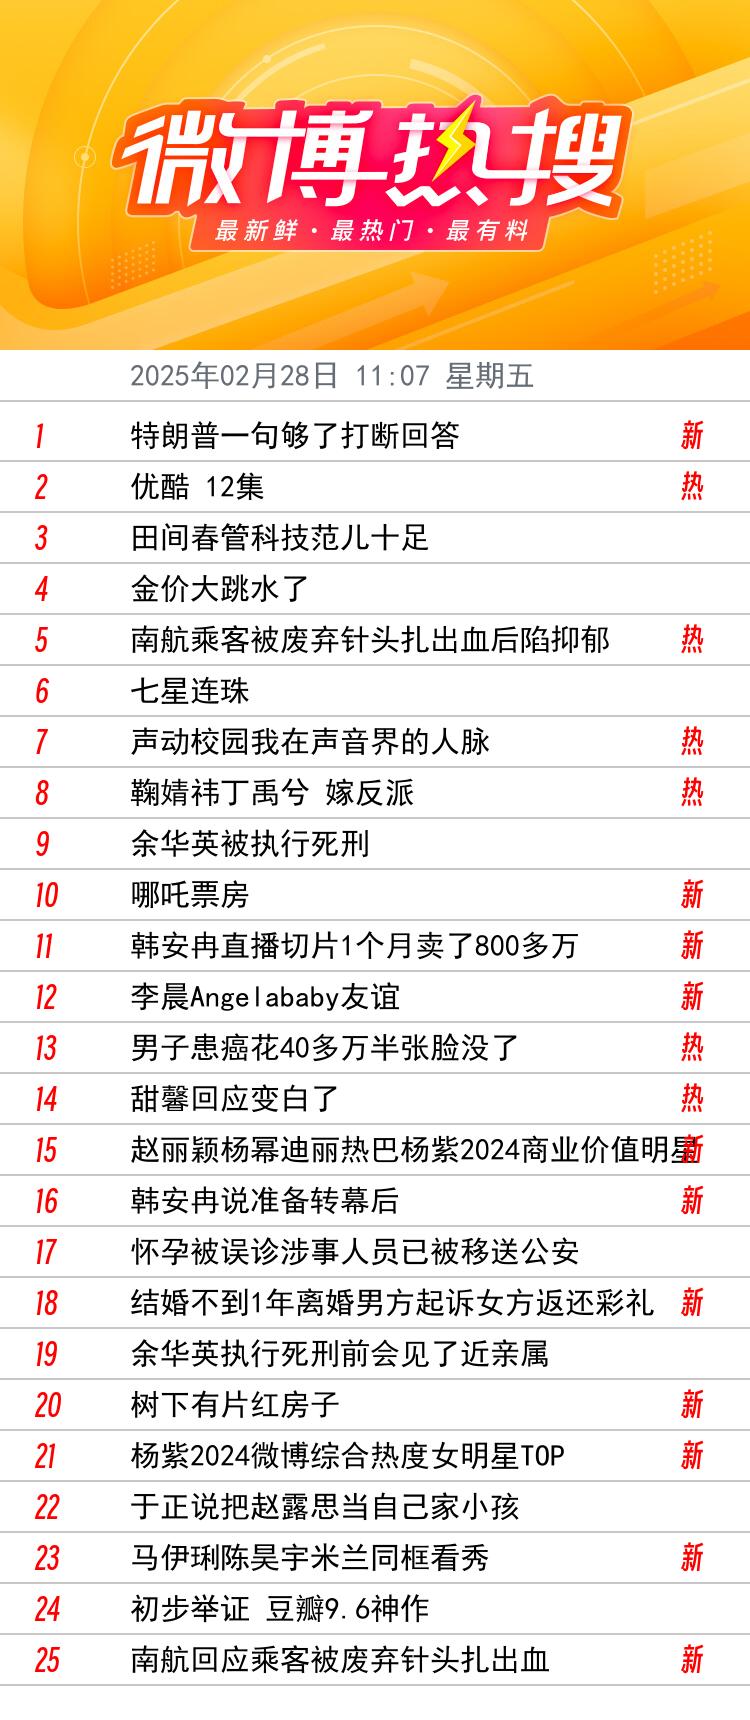 微博热搜
最新鲜·最热门·最有料
2025年02月28日 11:07 星期五
1 特朗普一句够了打断回答 新
2 优酷 12集 热
3 田间春管科技范儿十足
4 金价大跳水了
5 南航乘客被废弃针头扎出血后陷抑郁 热
6 七星连珠
7 声动校园我在声音界的人脉 热
8 鞠婧祎丁禹兮 嫁反派 热
9 余华英被执行死刑
10 哪吒票房 新
11 韩安冉直播切片1个月卖了800多万 新
12 李晨Angelababy友谊 新
13 男子患癌花40多万半张脸没了 热
14 甜馨回应变白了 热
15 赵丽颖杨幂迪丽热巴杨紫2024商业价值明星 新
16 韩安冉说准备转幕后 新
17 怀孕被误诊涉事人员已被移送公安
18 结婚不到1年离婚男方起诉女方返还彩礼 新
19 余华英执行死刑前会见了近亲属
20 树下有片红房子 新
21 杨紫2024微博综合热度女明星TOP 新
22 于正说把赵露思当自己家小孩
23 马伊琍陈昊宇米兰同框看秀 新
24 初步举证 豆瓣9.6神作
25 南航回应乘客被废弃针头扎出血 新